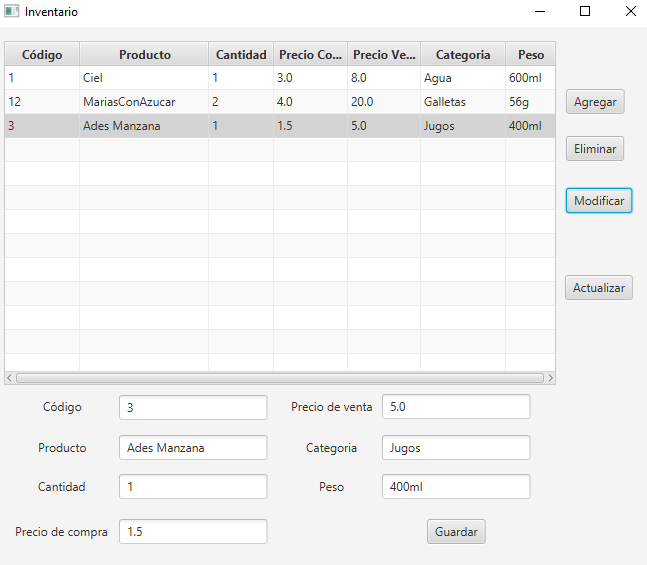 Inventario
Código Producto Cantidad Precio Co... Precio Ve... Categoria Peso
1 Ciel 1 3.0 8.0 Agua 600ml
12 MariasConAzucar 2 4.0 20.0 Galletas 56g
3 Ades Manzana 1 1.5 5.0 Jugos 400ml
Agregar
Eliminar
Modificar
Actualizar
Código 3 Precio de venta 5.0
Producto Ades Manzana Categoria Jugos
Cantidad 1 Peso 400ml
Precio de compra 1.5 Guardar